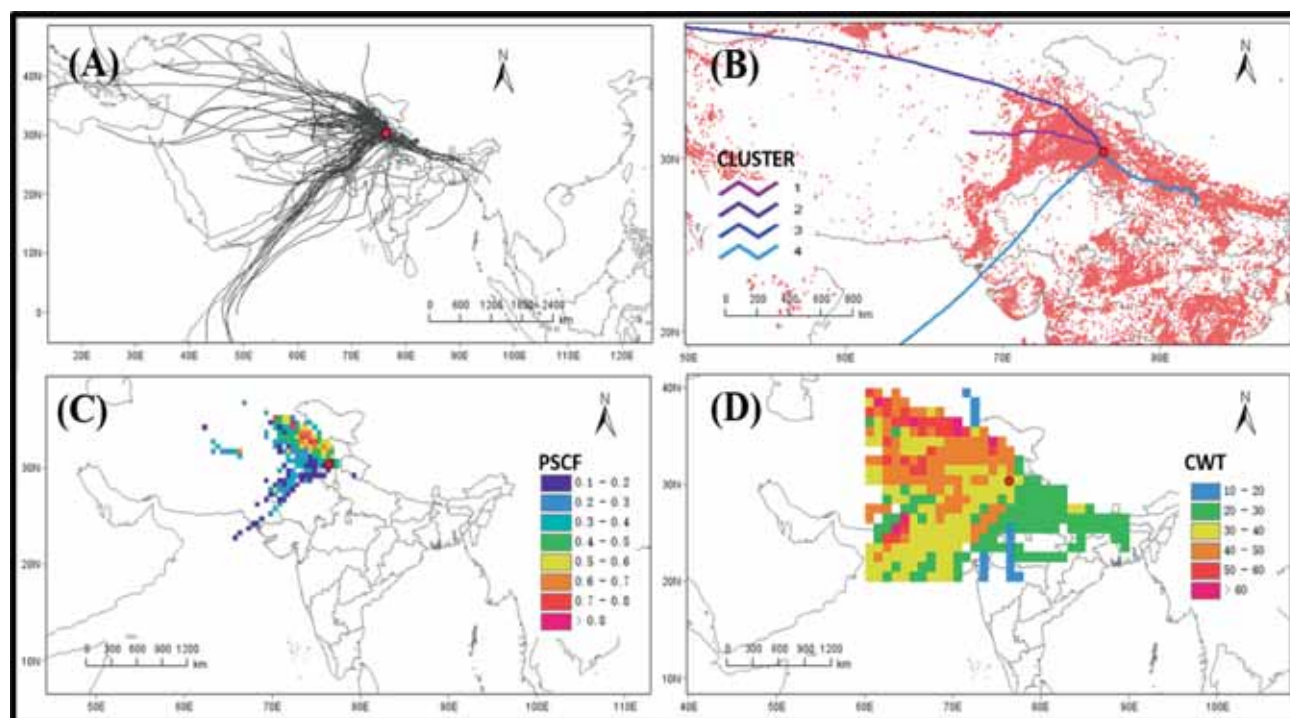 (A)
N
40N
30N
20N
10N
0
0 600 1200 1800 2400
km
20E 30E 40E 50E 60E 70E 80E 90E 100E 110E 120E
(B)
N
30N
20N
CLUSTER
1
2
3
4
0 200 400 600 800
km
50E 60E 70E 80E
(C)
N
30N
20N
10N
PSCF
0.1 - 0.2
0.2 - 0.3
0.3 - 0.4
0.4 - 0.5
0.5 - 0.6
0.6 - 0.7
0.7 - 0.8
> 0.8
0 300 600 900 1200
km
50E 60E 70E 80E 90E 100E 110E
(D)
N
40N
30N
20N
10N
CWT
10 - 20
20 - 30
30 - 40
40 - 50
50 - 60
> 60
0 300 600 900 1200
km
40E 50E 60E 70E 80E 90E 100E